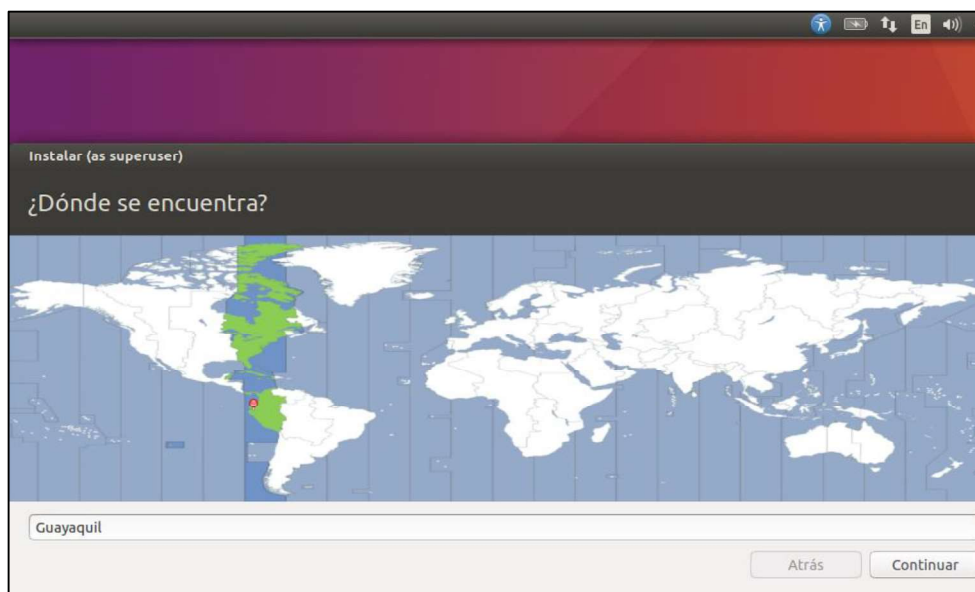 En
Instalar (as superuser)
¿Dónde se encuentra?
Guayaquil
Atrás Continuar